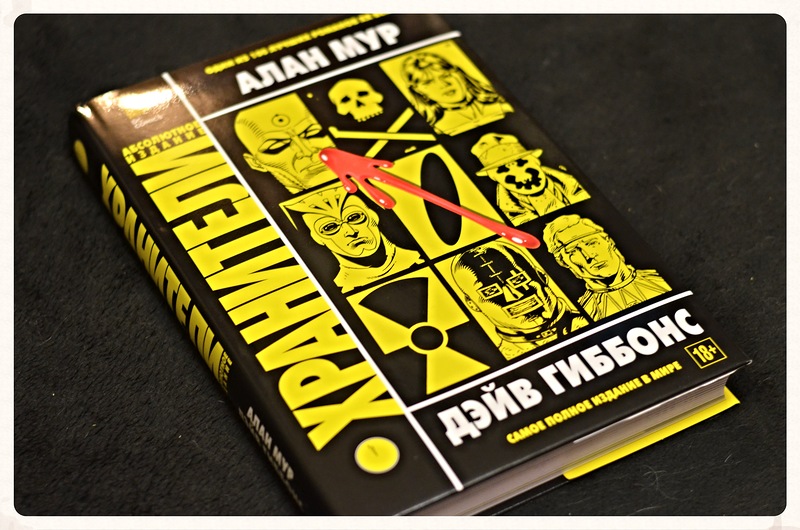 АЛАН МУР
АБСОЛЮТНОЕ
ИЗДАНИЕ
ХРАНИТЕЛИ
ДЭЙВ ГИББОНС
САМОЕ ПОЛНОЕ ИЗДАНИЕ В МИРЕ
18+
ХРАНИТЕЛИ
АЛАН МУР